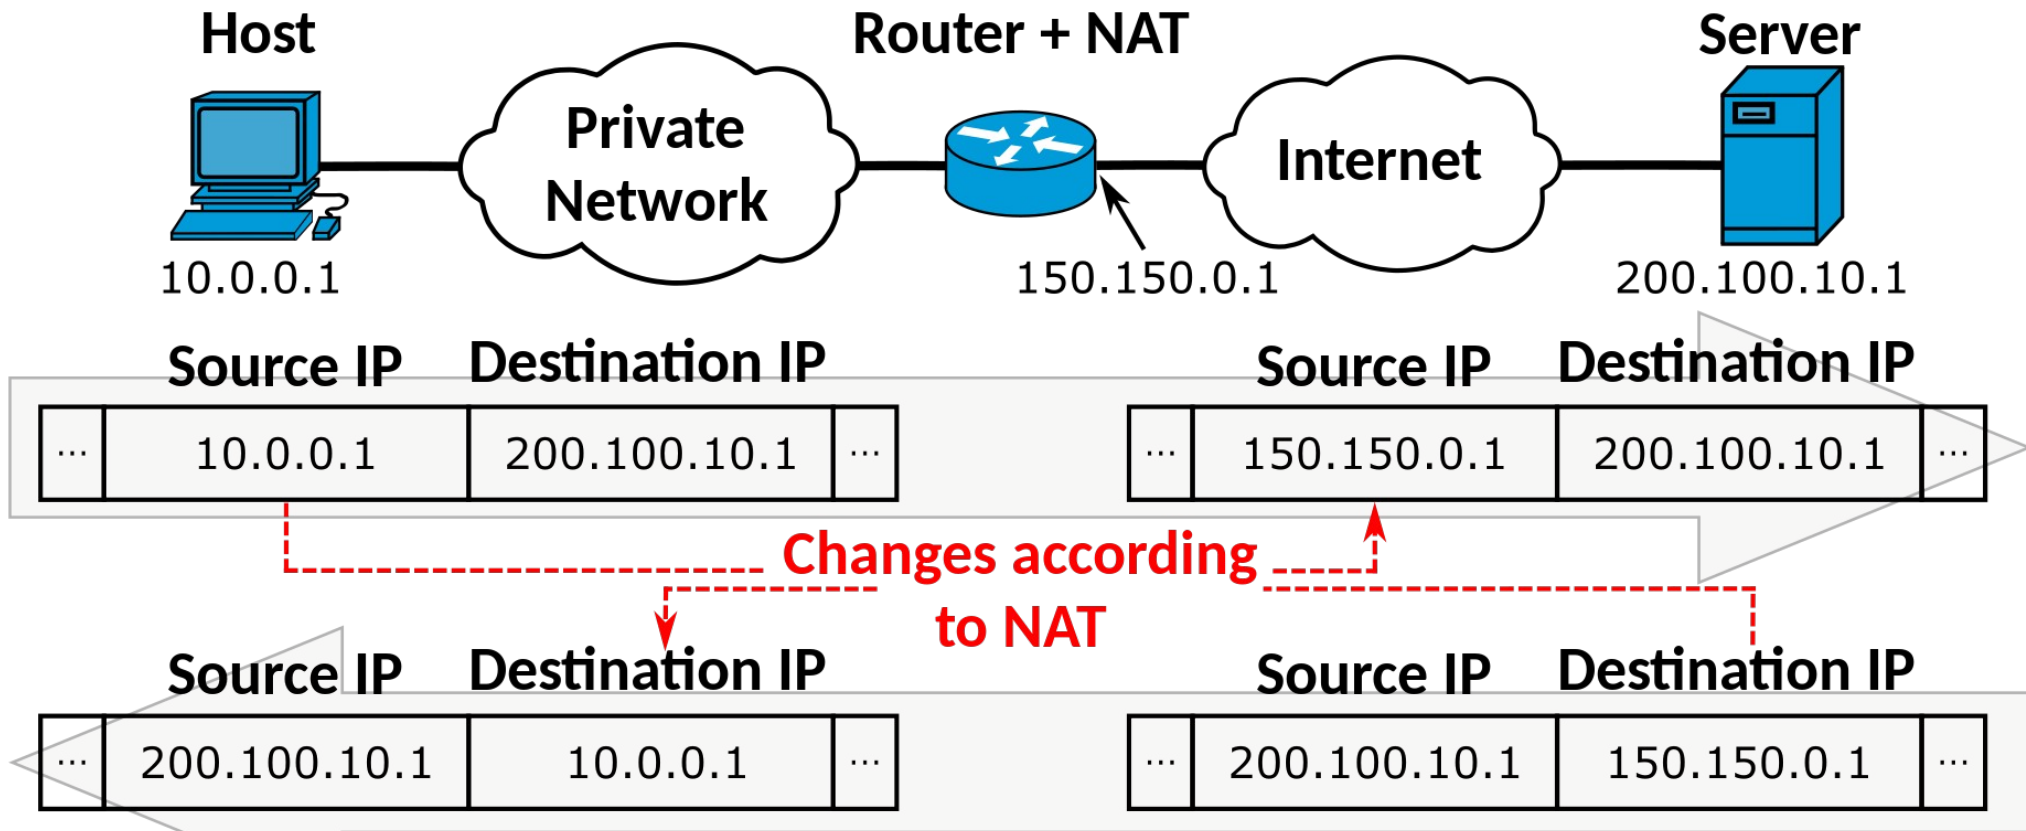 Host
Router + NAT
Server
Private
Network
Internet
10.0.0.1
150.150.0.1
200.100.10.1
Source IP Destination IP
Source IP Destination IP
... 10.0.0.1 200.100.10.1 ...
... 150.150.0.1 200.100.10.1 ...
Changes according
to NAT
Source IP Destination IP
Source IP Destination IP
... 200.100.10.1 10.0.0.1 ...
... 200.100.10.1 150.150.0.1 ...